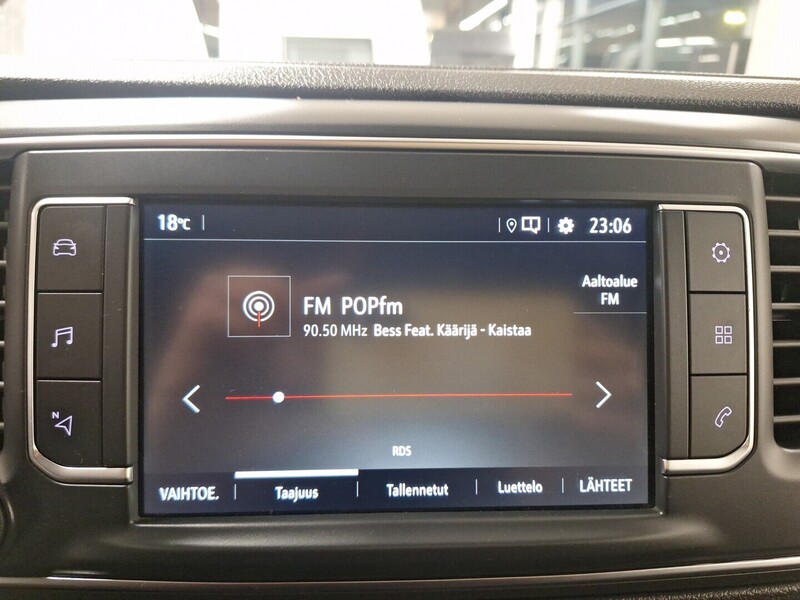 18°C
23:06
Aaltoalue
FM
FM POPfm
90.50 MHz Bess Feat. Käärijä - Kaistaa
N
RDS
VAIHTOE. Taajuus Tallennetut Luettelo LÄHTEET